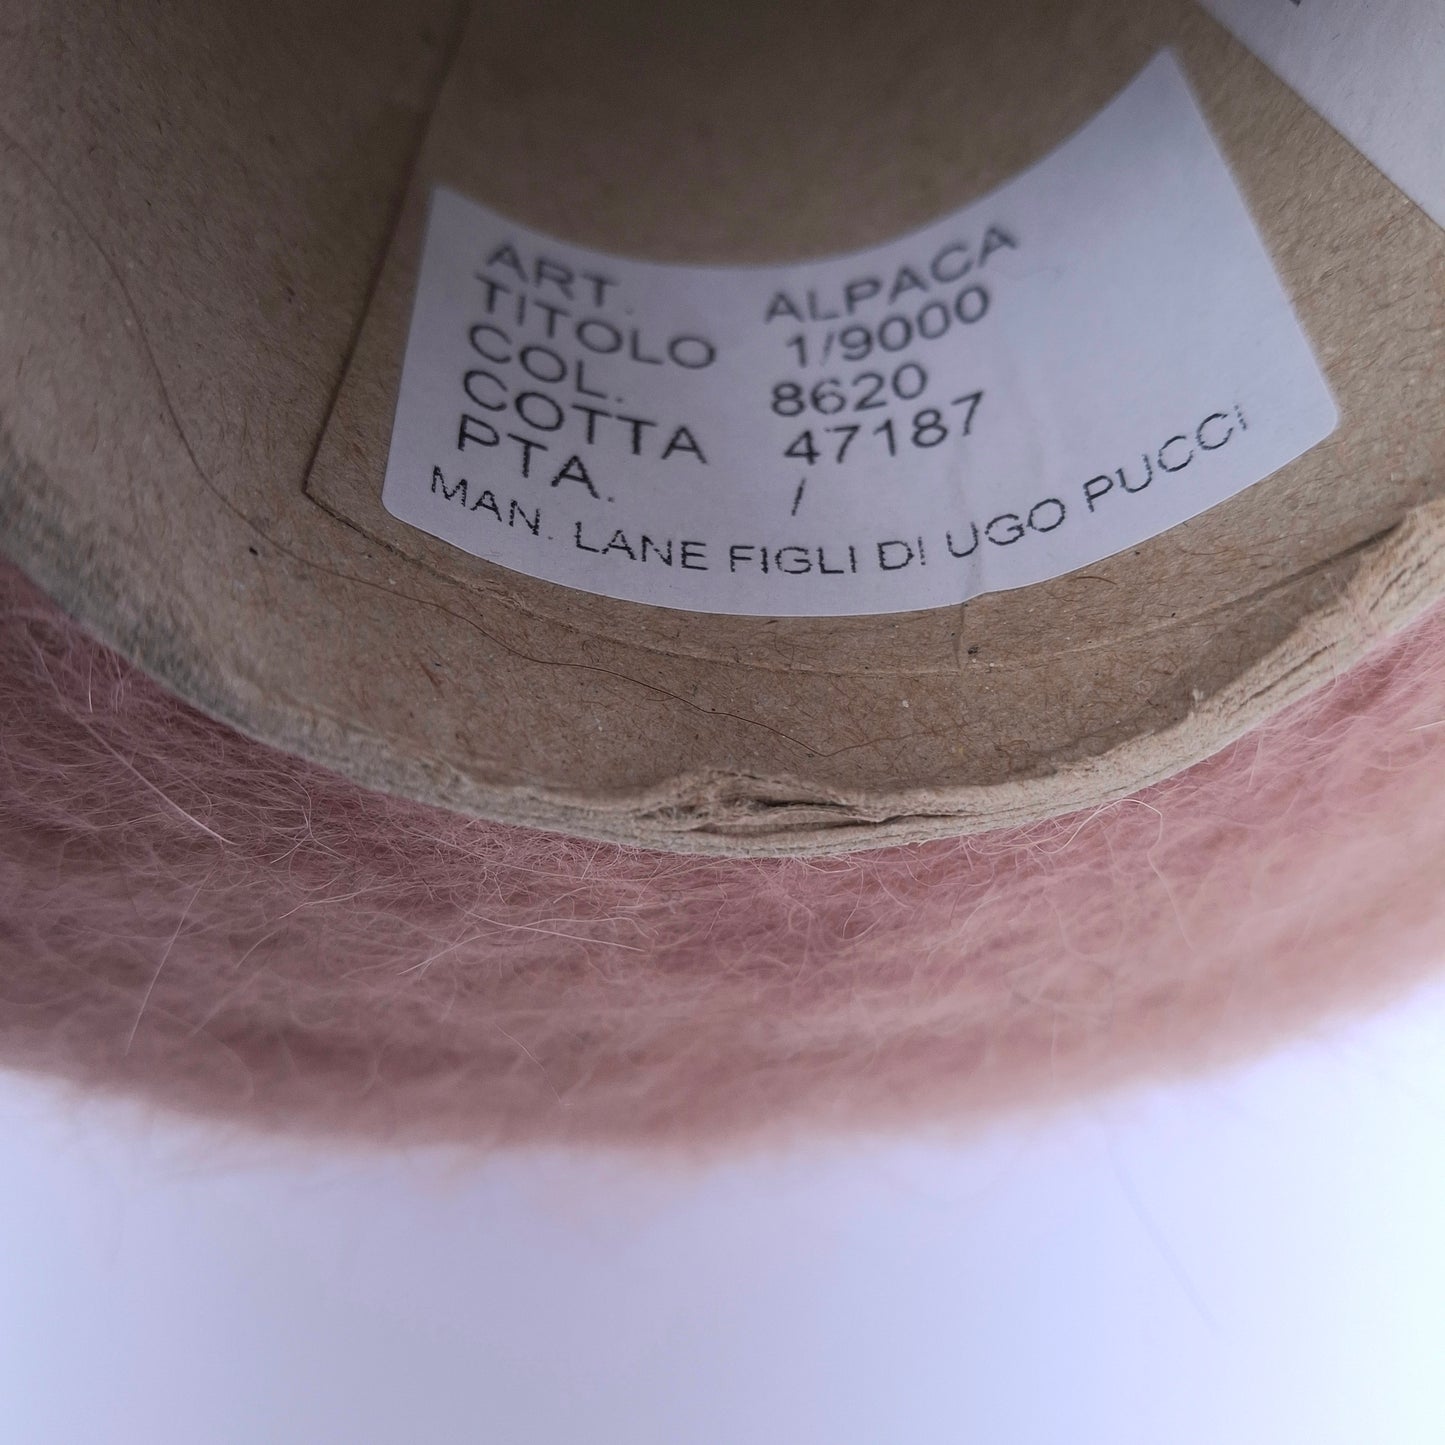 ART. ALPACA
TITOLO 1/9000
COL. 8620
COTTA 47187
PTA. /
MAN. LANE FIGLI DI UGO PUCCI